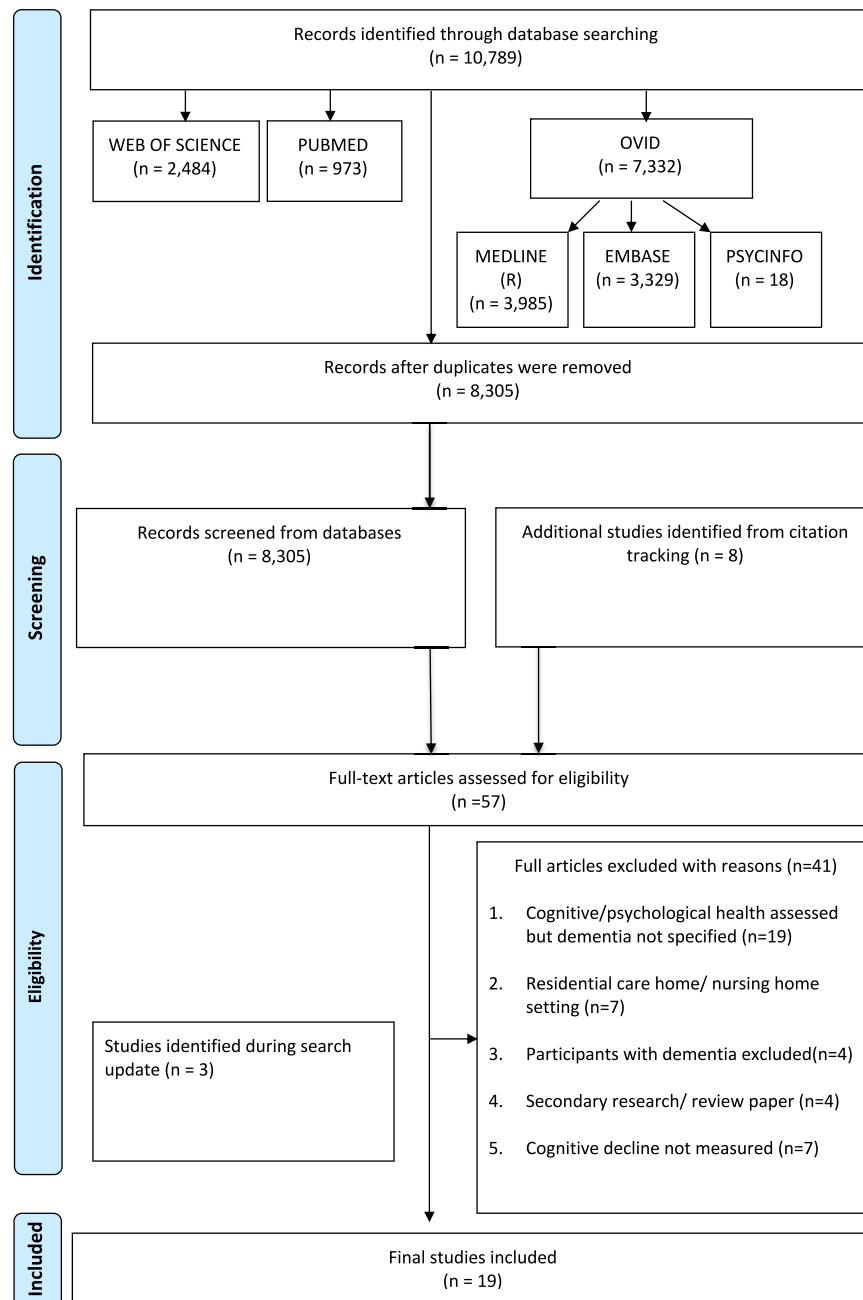 Identification
Records identified through database searching
(n = 10,789)
WEB OF SCIENCE
(n = 2,484)
PUBMED
(n = 973)
OVID
(n = 7,332)
MEDLINE
(R)
(n = 3,985)
EMBASE
(n = 3,329)
PSYCINFO
(n = 18)
Records after duplicates were removed
(n = 8,305)
Screening
Records screened from databases
(n = 8,305)
Additional studies identified from citation
tracking (n = 8)
Eligibility
Full-text articles assessed for eligibility
(n =57)
Full articles excluded with reasons (n=41)
1. Cognitive/psychological health assessed
but dementia not specified (n=19)
2. Residential care home/ nursing home
setting (n=7)
3. Participants with dementia excluded(n=4)
4. Secondary research/ review paper (n=4)
5. Cognitive decline not measured (n=7)
Studies identified during search
update (n = 3)
Included
Final studies included
(n = 19)